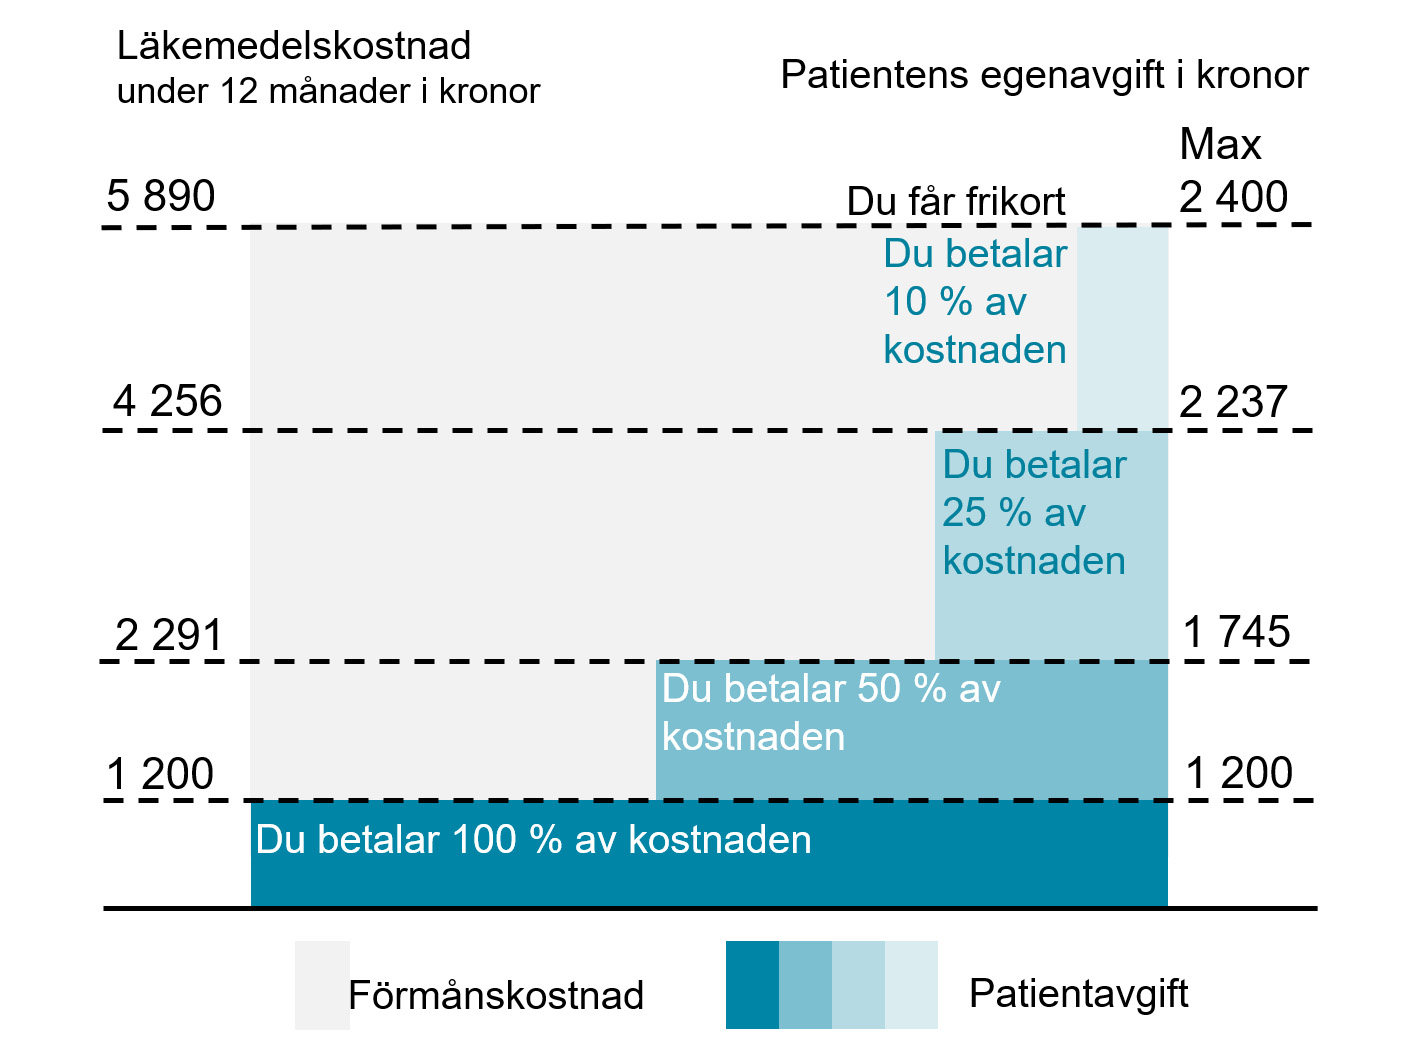 Läkemedelskostnad
under 12 månader i kronor
Patientens egenavgift i kronor
Max
5 890
Du får frikort
2 400
Du betalar
10 % av
kostnaden
4 256
2 237
Du betalar
25 % av
kostnaden
2 291
1 745
Du betalar 50 % av
kostnaden
1 200
1 200
Du betalar 100 % av kostnaden
Förmånskostnad
Patientavgift